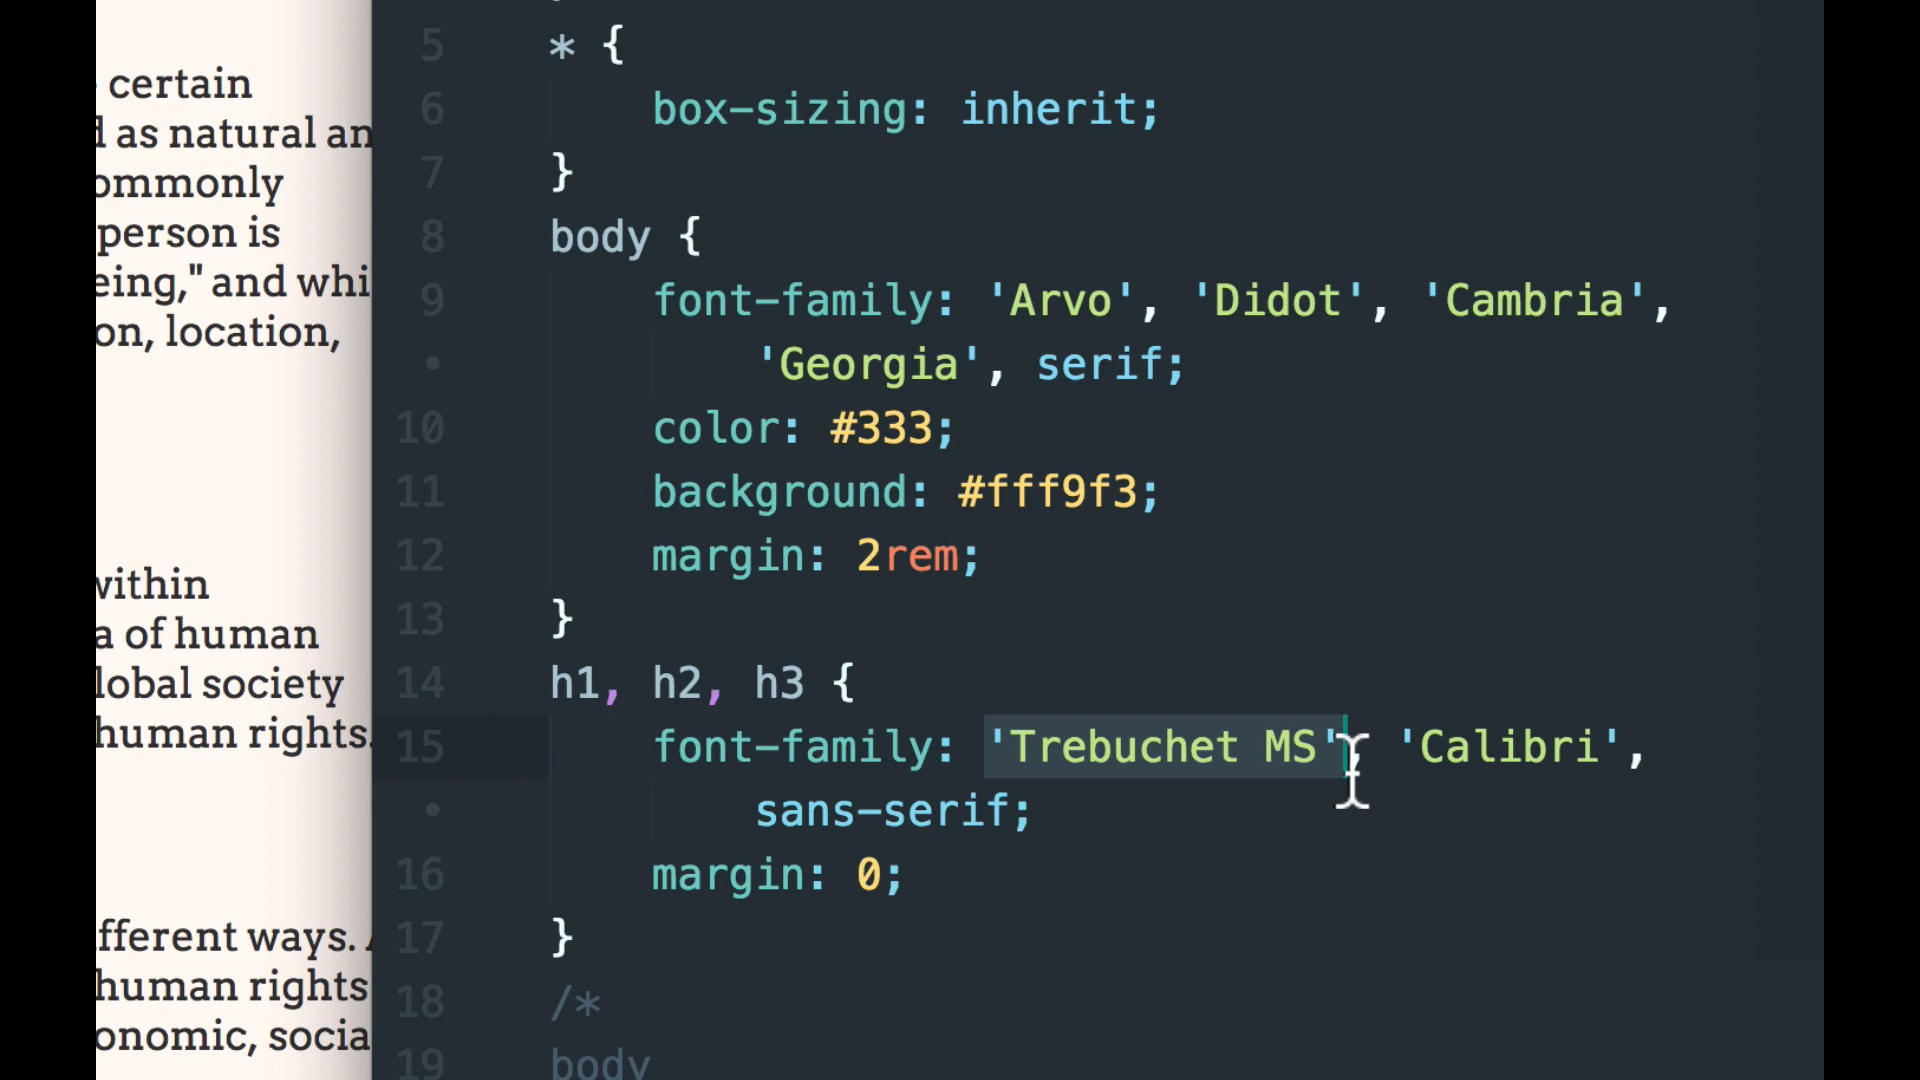 certain
as natural an
ommonly
person is
eing," and whi
on, location,
within
a of human
lobal society
human rights.
fferent ways.
human rights
onomic, socia
5 * {
6 box-sizing: inherit;
7 }
8 body {
9 font-family: 'Arvo', 'Didot', 'Cambria',
• 'Georgia', serif;
10 color: #333;
11 background: #fff9f3;
12 margin: 2rem;
13 }
14 h1, h2, h3 {
15 font-family: 'Trebuchet MS', 'Calibri',
• sans-serif;
16 margin: 0;
17 }
18 /*
19 body